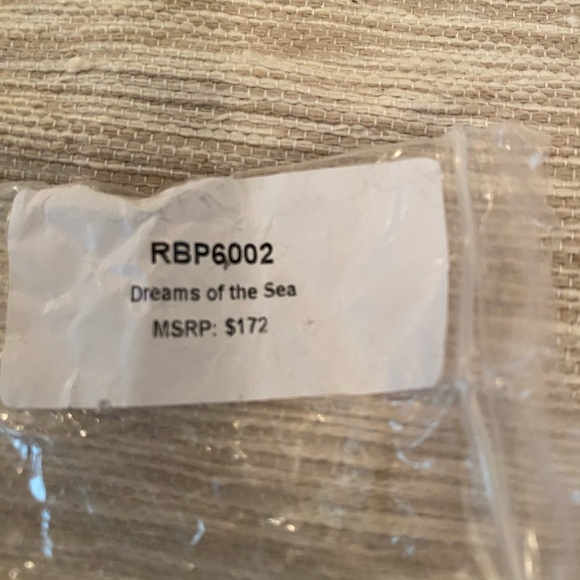 RBP6002
Dreams of the Sea
MSRP: $172